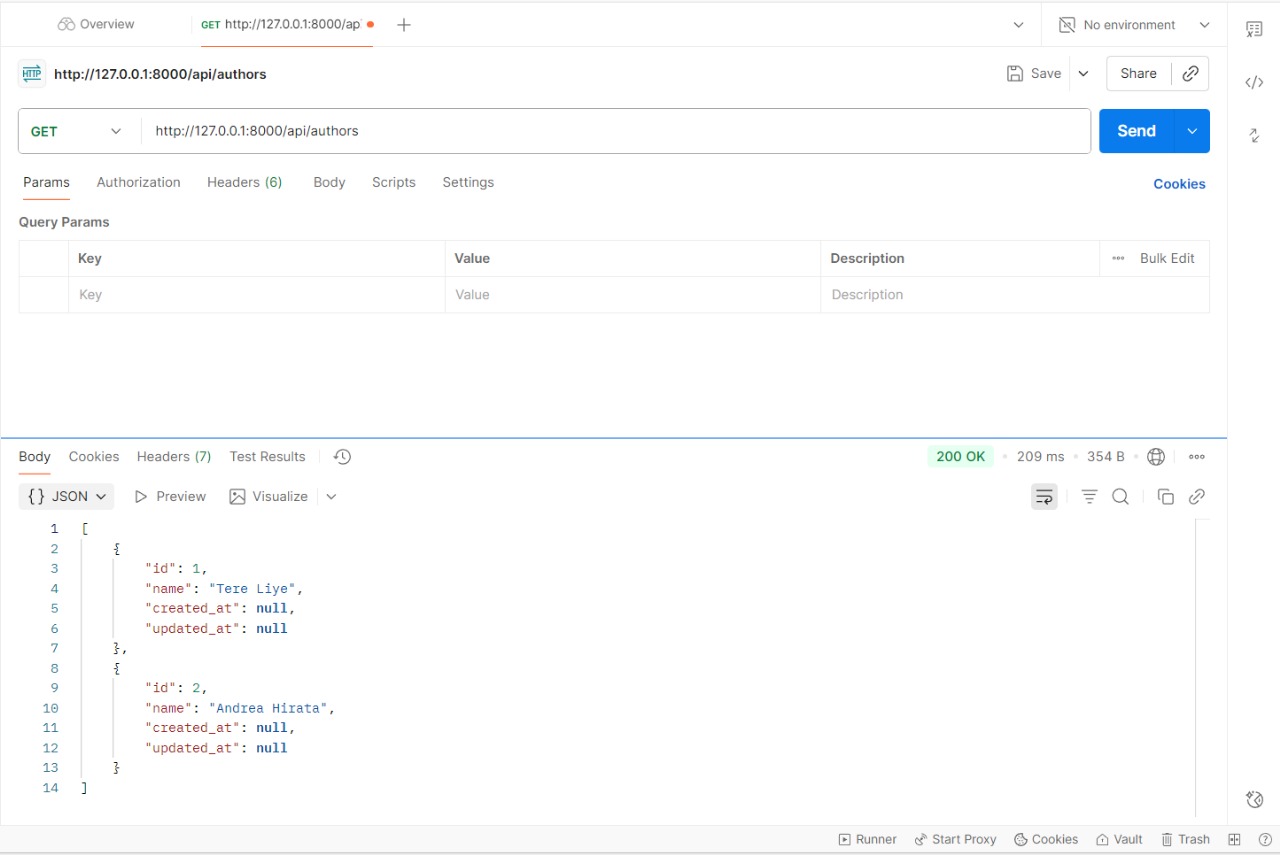 Overview
GET http://127.0.0.1:8000/ap
No environment
HTTP http://127.0.0.1:8000/api/authors
Save
Share
GET http://127.0.0.1:8000/api/authors
Send
Params Authorization Headers (6) Body Scripts Settings
Cookies
Query Params
Key Value Description Bulk Edit
Key Value Description
Body Cookies Headers (7) Test Results
200 OK • 209 ms • 354 B •
{} JSON Preview Visualize
1 [
2 {
3 "id": 1,
4 "name": "Tere Liye",
5 "created_at": null,
6 "updated_at": null
7 },
8 {
9 "id": 2,
10 "name": "Andrea Hirata",
11 "created_at": null,
12 "updated_at": null
13 }
14 ]
Runner Start Proxy Cookies Vault Trash